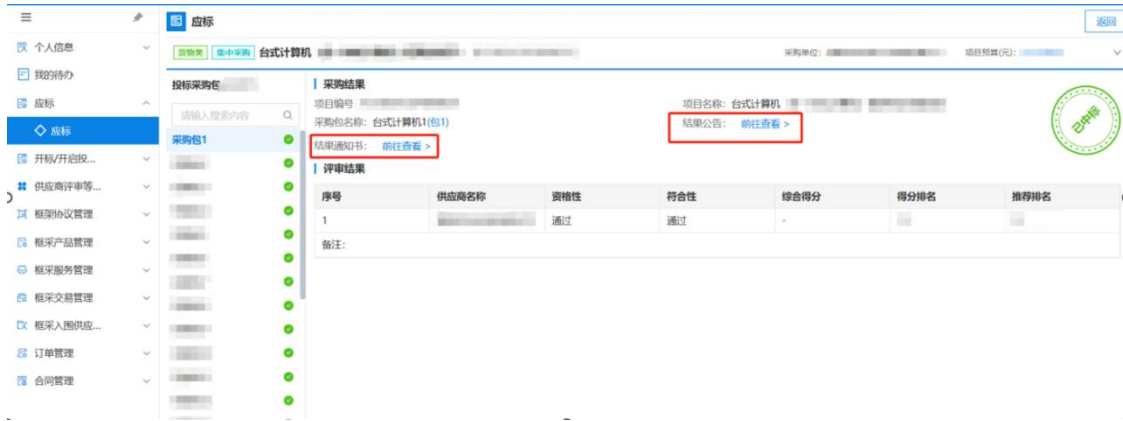 应标
返回
个人信息
货物类 集中采购 台式计算机
采购单位:
项目预算(元):
我的待办
投标采购包
采购结果
应标
请输入搜索内容
项目编号
项目名称: 台式计算机
采购包名称: 台式计算机1(包1)
结果公告: 前往查看 >
已中标
应标
采购包1
结果通知书: 前往查看 >
开标/开启投...
评审结果
供应商评审等...
序号 供应商名称 资格性 符合性 综合得分 得分排名 推荐排名
框架协议管理
1 通过 通过 -
框采产品管理
备注:
框采服务管理
框采交易管理
框采入围供应...
订单管理
合同管理